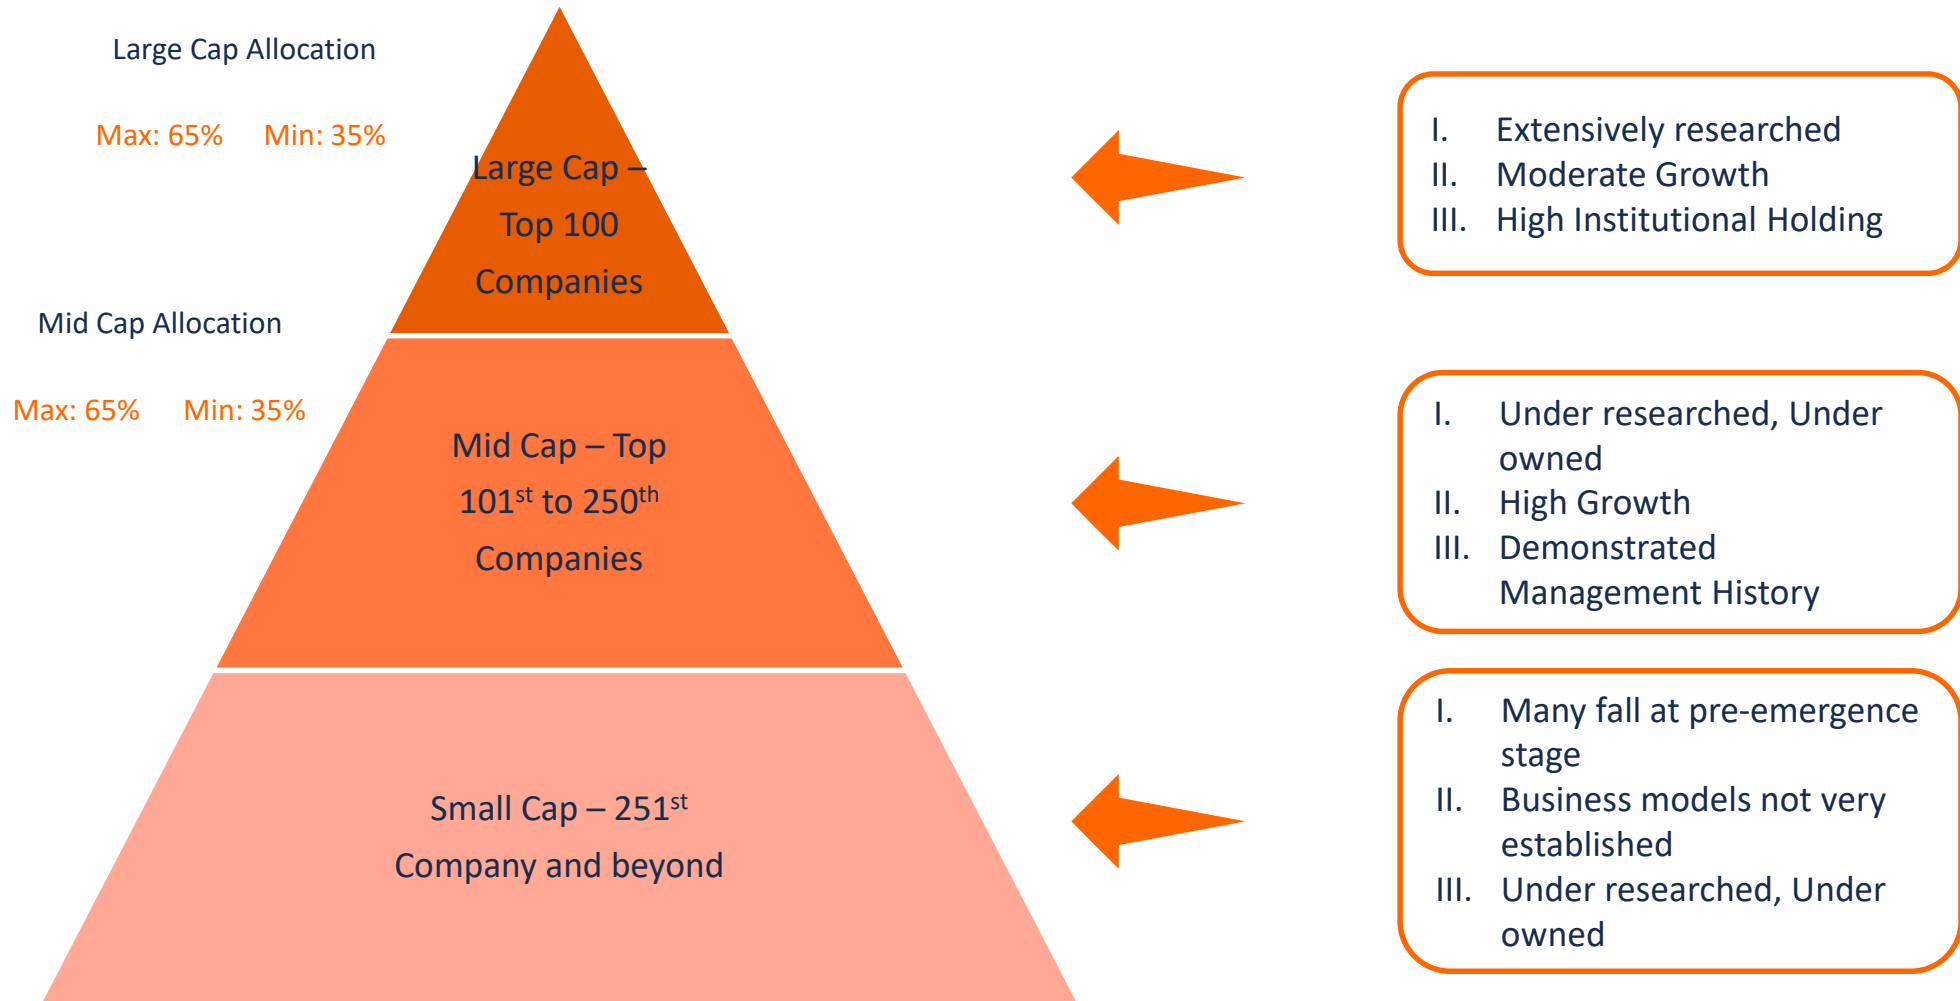 Large Cap Allocation
Max: 65% Min: 35%
Large Cap –
Top 100
Companies
I. Extensively researched
II. Moderate Growth
III. High Institutional Holding
Mid Cap Allocation
Max: 65% Min: 35%
Mid Cap – Top
101st to 250th
Companies
I. Under researched, Under
owned
II. High Growth
III. Demonstrated
Management History
Small Cap – 251st
Company and beyond
I. Many fall at pre-emergence
stage
II. Business models not very
established
III. Under researched, Under
owned